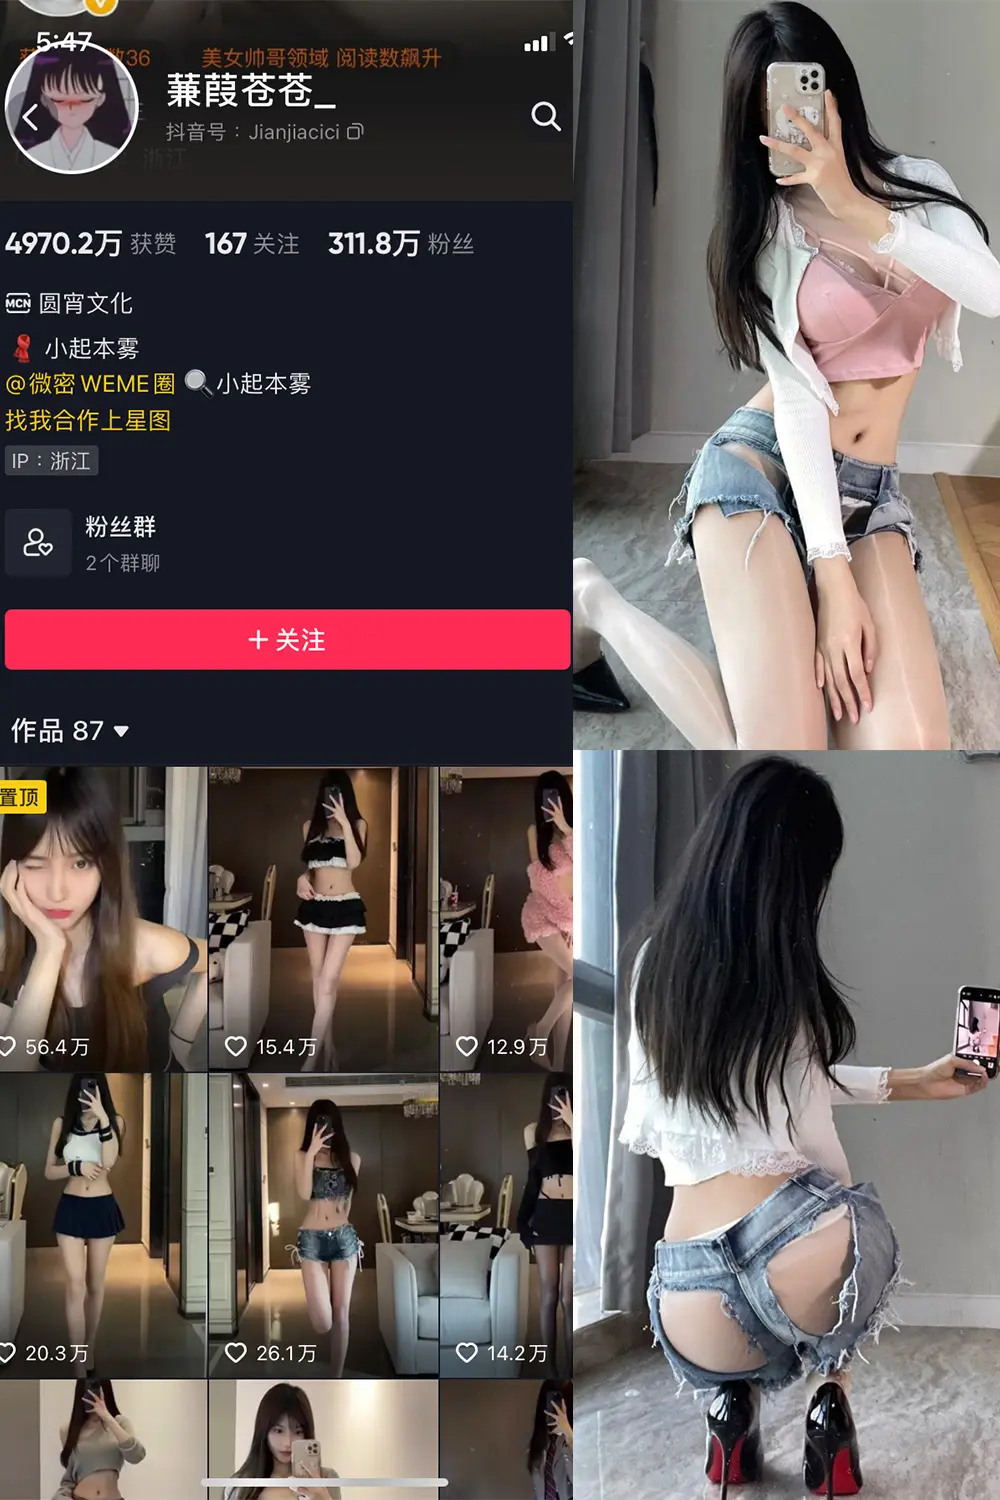 5:47
数36
美女帅哥领域 阅读数飙升
蒹葭苍苍_
抖音号：Jianjiacici
浙江
4970.2万 获赞 167 关注 311.8万 粉丝
MCN 圆宵文化
小起本雾
@微密 WEME圈 小起本雾
找我合作上星图
IP：浙江
粉丝群
2个群聊
+ 关注
作品 87
置顶
56.4万
15.4万
12.9万
20.3万
26.1万
14.2万